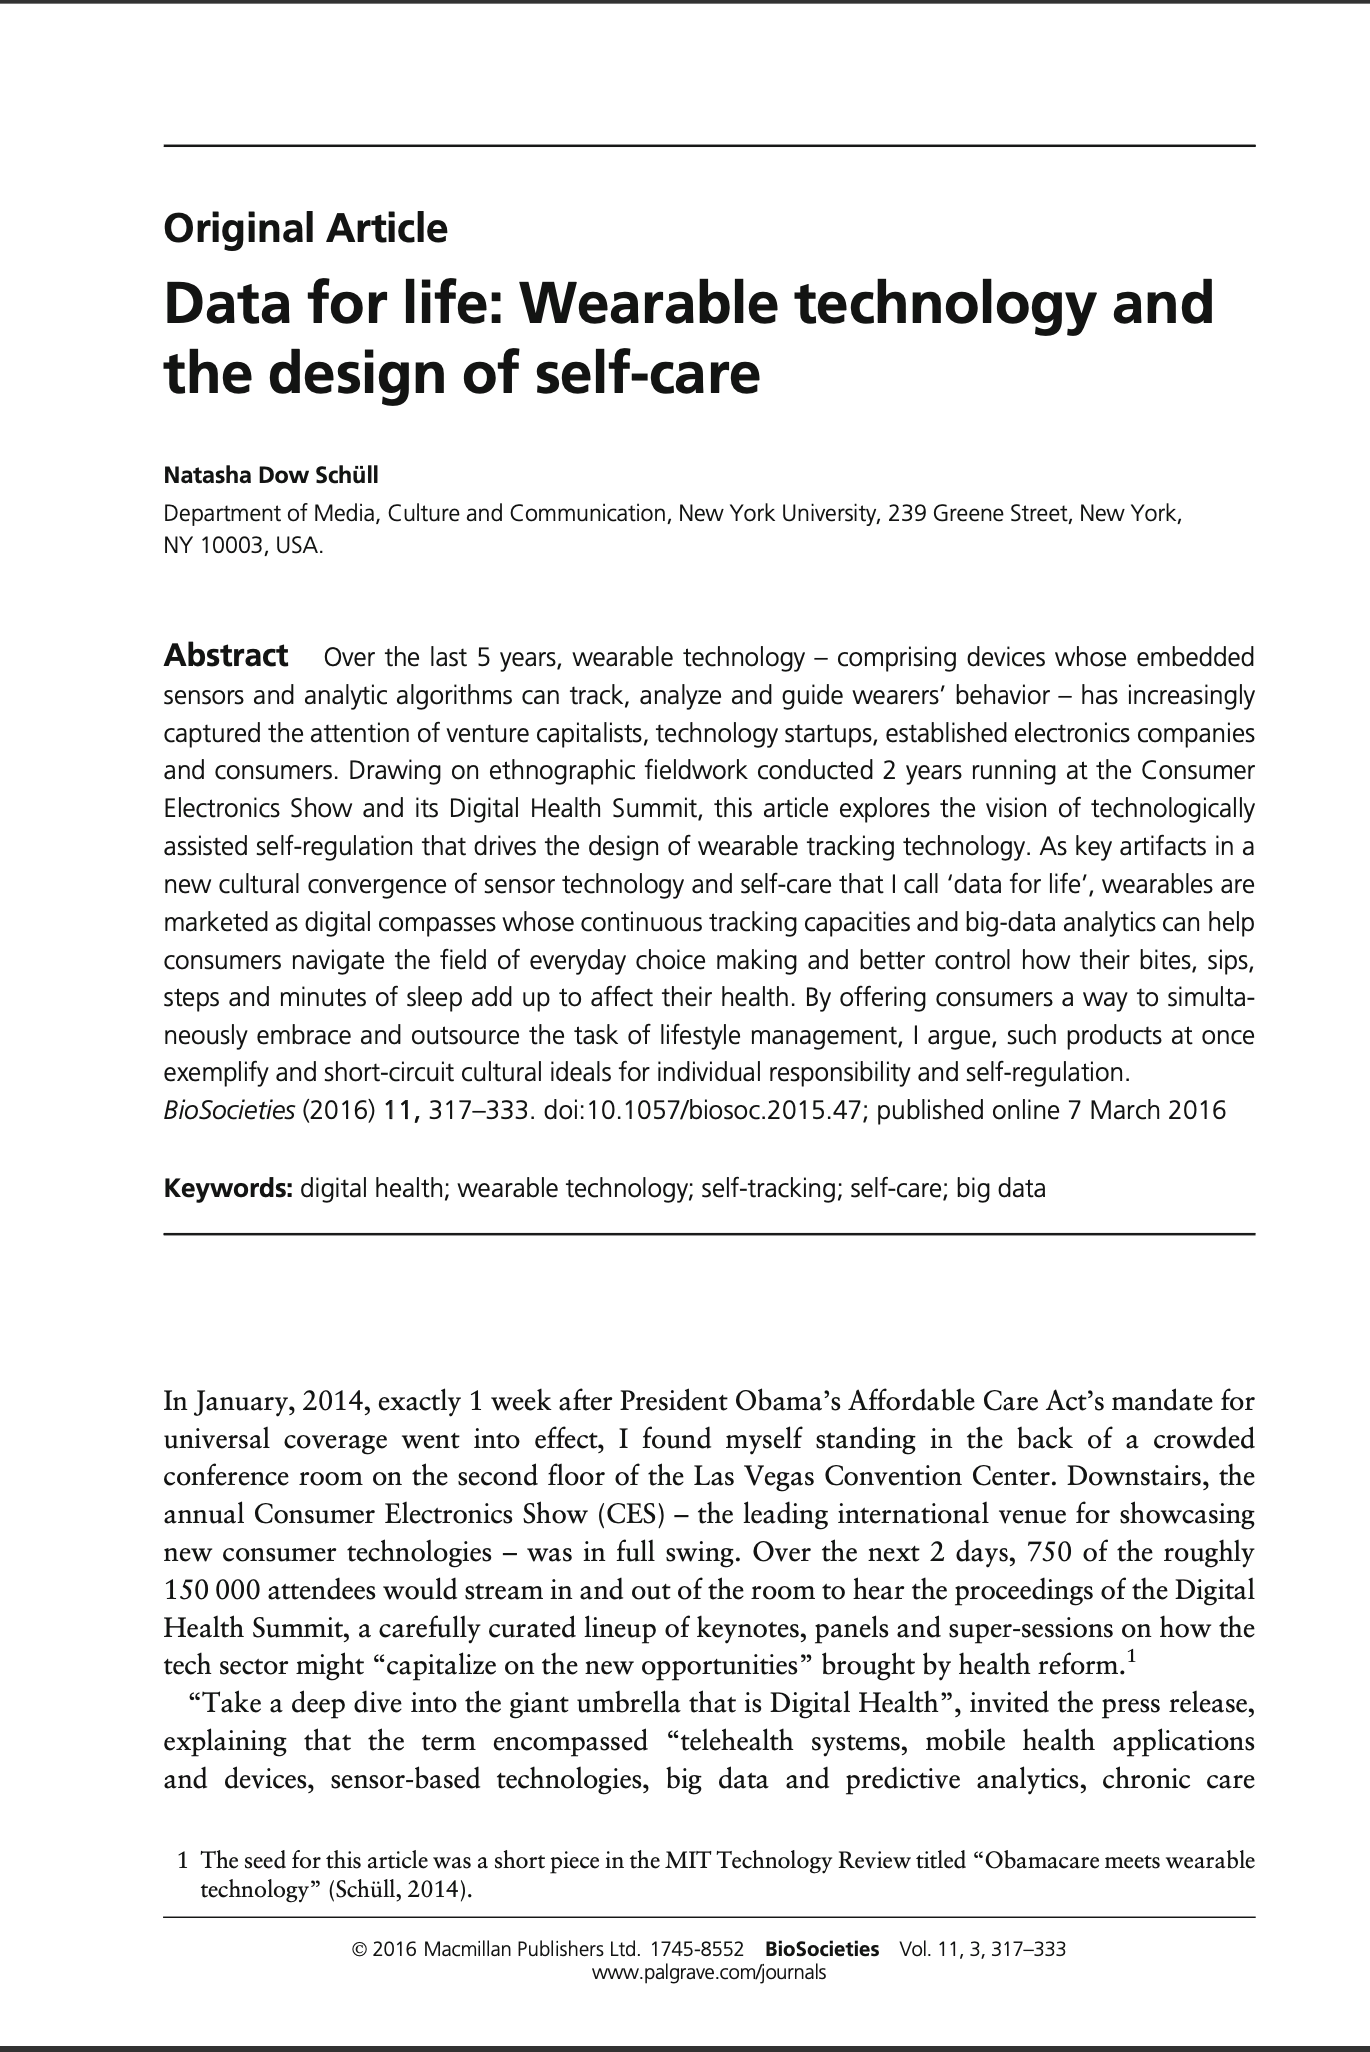 Original Article
Data for life: Wearable technology and
the design of self-care
Natasha Dow Schüll
Department of Media, Culture and Communication, New York University, 239 Greene Street, New York,
NY 10003, USA.
Abstract Over the last 5 years, wearable technology – comprising devices whose embedded
sensors and analytic algorithms can track, analyze and guide wearers’ behavior – has increasingly
captured the attention of venture capitalists, technology startups, established electronics companies
and consumers. Drawing on ethnographic fieldwork conducted 2 years running at the Consumer
Electronics Show and its Digital Health Summit, this article explores the vision of technologically
assisted self-regulation that drives the design of wearable tracking technology. As key artifacts in a
new cultural convergence of sensor technology and self-care that I call ‘data for life’, wearables are
marketed as digital compasses whose continuous tracking capacities and big-data analytics can help
consumers navigate the field of everyday choice making and better control how their bites, sips,
steps and minutes of sleep add up to affect their health. By offering consumers a way to simulta-
neously embrace and outsource the task of lifestyle management, I argue, such products at once
exemplify and short-circuit cultural ideals for individual responsibility and self-regulation.
BioSocieties (2016) 11, 317–333. doi:10.1057/biosoc.2015.47; published online 7 March 2016
Keywords: digital health; wearable technology; self-tracking; self-care; big data
In January, 2014, exactly 1 week after President Obama’s Affordable Care Act’s mandate for
universal coverage went into effect, I found myself standing in the back of a crowded
conference room on the second floor of the Las Vegas Convention Center. Downstairs, the
annual Consumer Electronics Show (CES) – the leading international venue for showcasing
new consumer technologies – was in full swing. Over the next 2 days, 750 of the roughly
150 000 attendees would stream in and out of the room to hear the proceedings of the Digital
Health Summit, a carefully curated lineup of keynotes, panels and super-sessions on how the
tech sector might “capitalize on the new opportunities” brought by health reform.1
“Take a deep dive into the giant umbrella that is Digital Health”, invited the press release,
explaining that the term encompassed “telehealth systems, mobile health applications
and devices, sensor-based technologies, big data and predictive analytics, chronic care
1 The seed for this article was a short piece in the MIT Technology Review titled “Obamacare meets wearable
technology” (Schüll, 2014).
© 2016 Macmillan Publishers Ltd. 1745-8552 BioSocieties Vol. 11, 3, 317–333
www.palgrave.com/journals